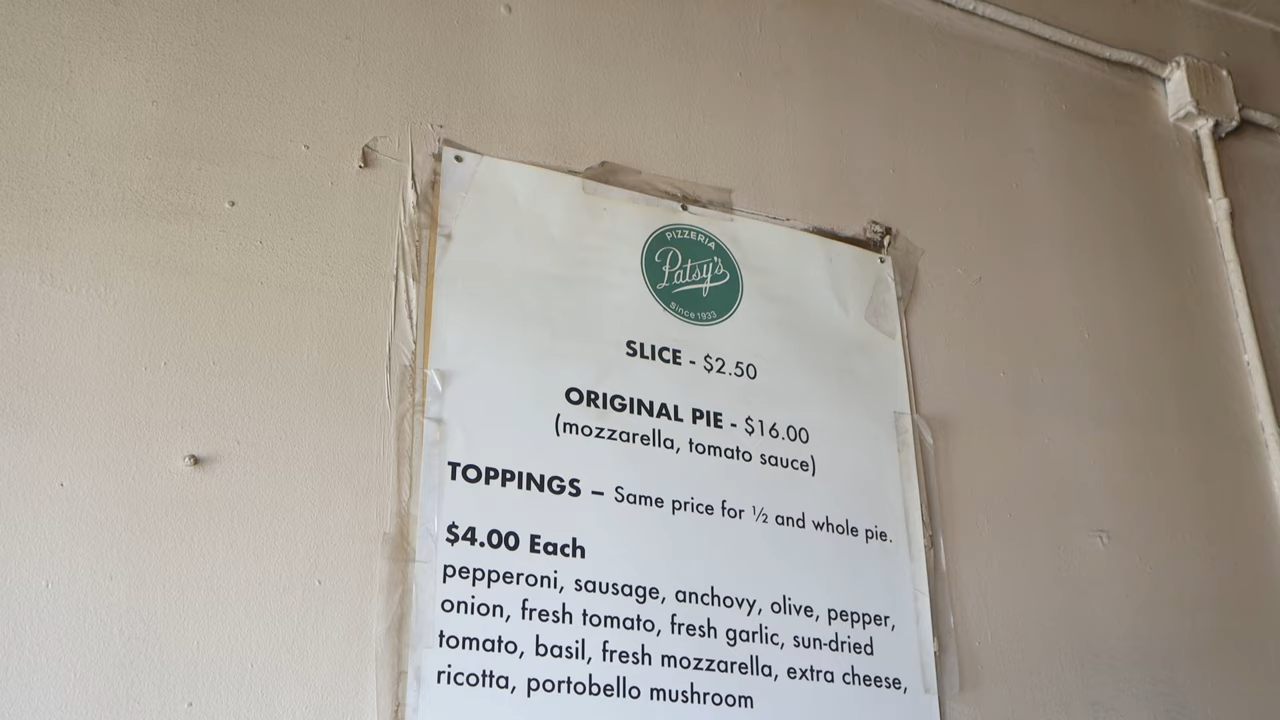 PIZZERIA
Patsy's
Since 1933
SLICE - $2.50
ORIGINAL PIE - $16.00
(mozzarella, tomato sauce)
TOPPINGS – Same price for ½ and whole pie.
$4.00 Each
pepperoni, sausage, anchovy, olive, pepper,
onion, fresh tomato, fresh garlic, sun-dried
tomato, basil, fresh mozzarella, extra cheese,
ricotta, portobello mushroom